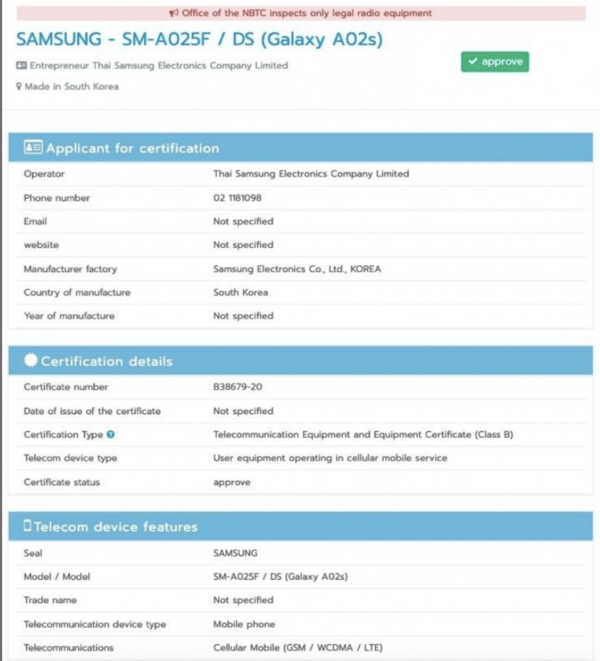 Office of the NBTC inspects only legal radio equipment
SAMSUNG - SM-A025F / DS (Galaxy A02s)
Entrepreneur Thai Samsung Electronics Company Limited
approve
Made in South Korea
Applicant for certification
Operator Thai Samsung Electronics Company Limited
Phone number 02 1181098
Email Not specified
website Not specified
Manufacturer factory Samsung Electronics Co., Ltd., KOREA
Country of manufacture South Korea
Year of manufacture Not specified
Certification details
Certificate number B38679-20
Date of issue of the certificate Not specified
Certification Type Telecommunication Equipment and Equipment Certificate (Class B)
Telecom device type User equipment operating in cellular mobile service
Certificate status approve
Telecom device features
Seal SAMSUNG
Model / Model SM-A025F / DS (Galaxy A02s)
Trade name Not specified
Telecommunication device type Mobile phone
Telecommunications Cellular Mobile (GSM / WCDMA / LTE)